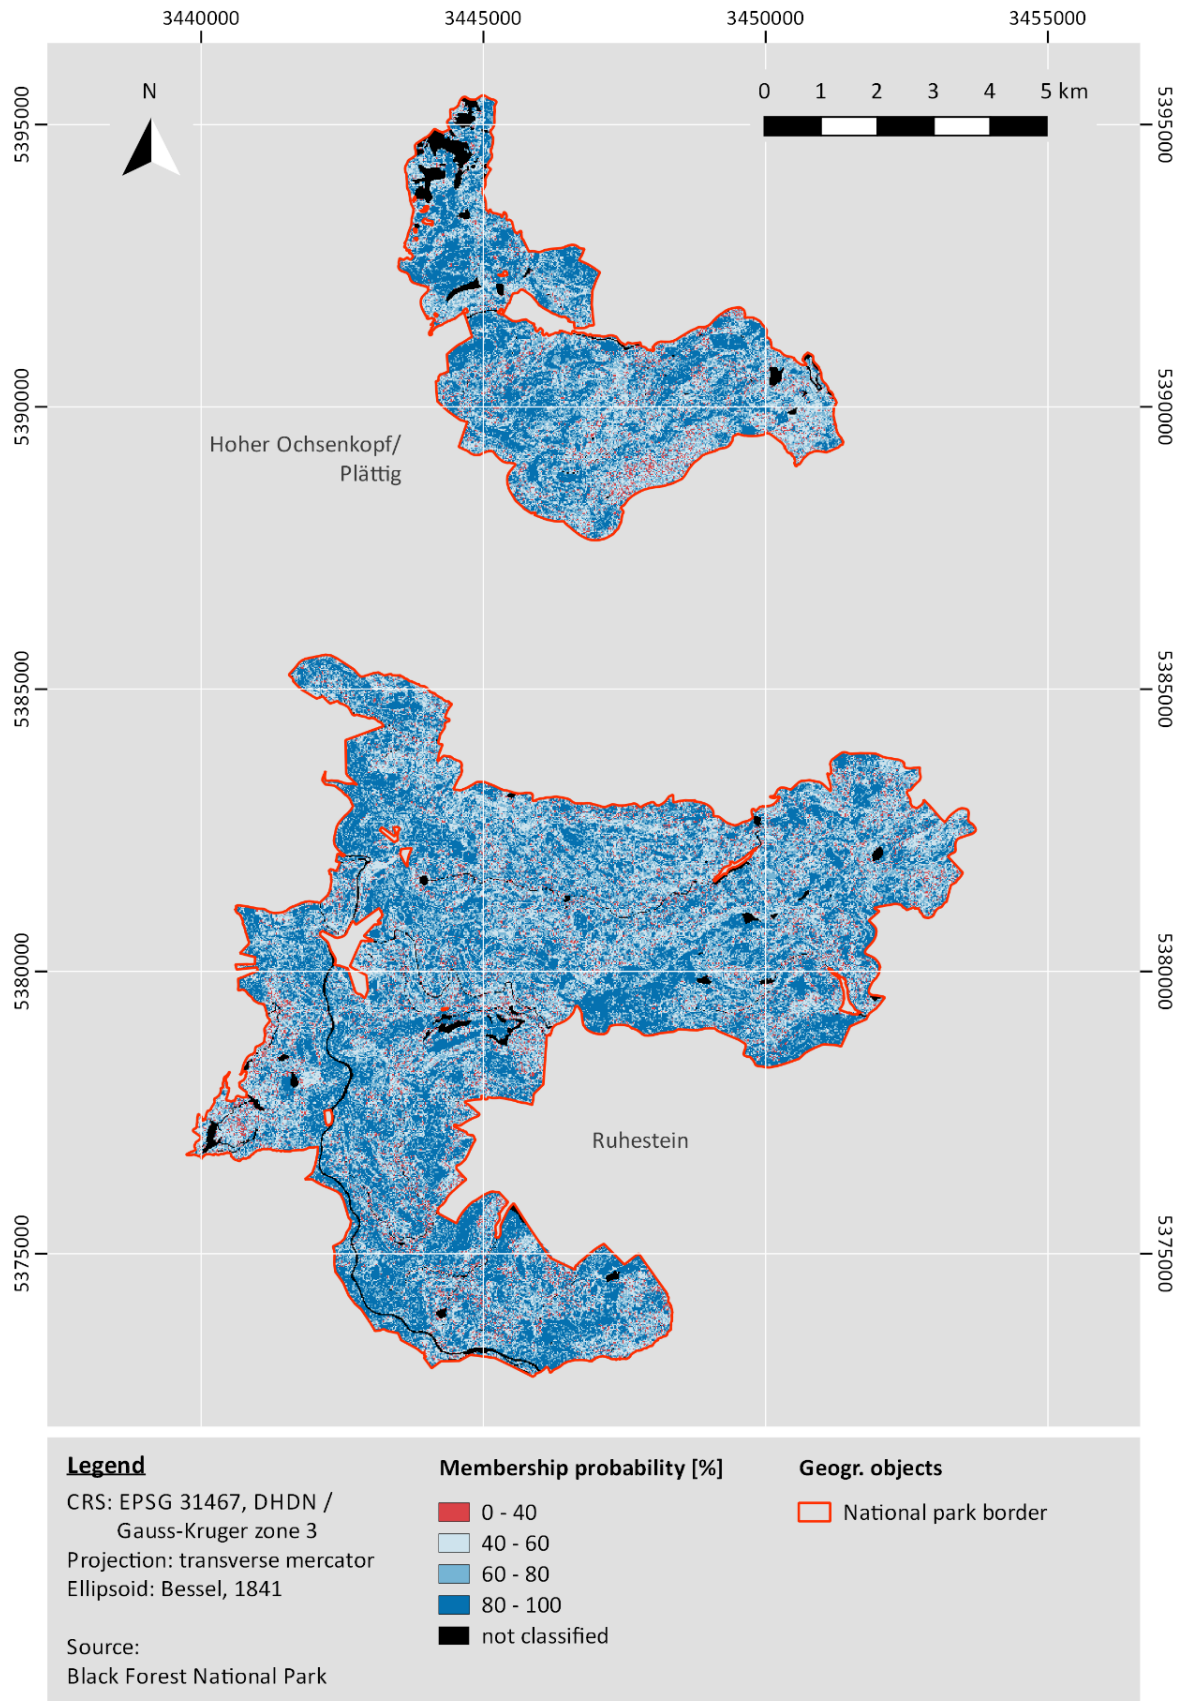 3440000 3445000 3450000 3455000
N
0 1 2 3 4 5 km
5395000 5395000
5390000 5390000
Hoher Ochsenkopf/
Plättig
5385000 5385000
5380000 5380000
Ruhestein
5375000 5375000
Legend
CRS: EPSG 31467, DHDN /
Gauss-Kruger zone 3
Projection: transverse mercator
Ellipsoid: Bessel, 1841
Source:
Black Forest National Park
Membership probability [%]
0 - 40
40 - 60
60 - 80
80 - 100
not classified
Geogr. objects
National park border